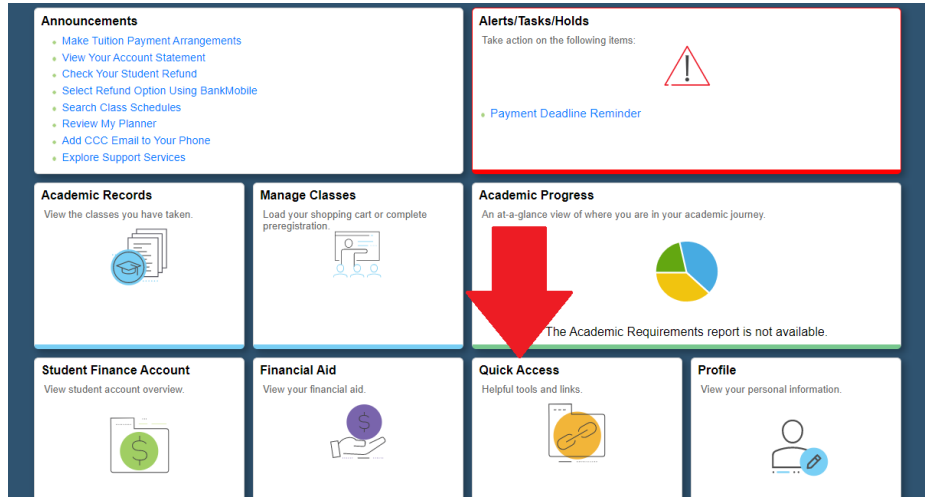 Announcements
Make Tuition Payment Arrangements
View Your Account Statement
Check Your Student Refund
Select Refund Option Using BankMobile
Search Class Schedules
Review My Planner
Add CCC Email to Your Phone
Explore Support Services
Alerts/Tasks/Holds
Take action on the following items:
Payment Deadline Reminder
Academic Records
View the classes you have taken.
Manage Classes
Load your shopping cart or complete
preregistration.
Academic Progress
An at-a-glance view of where you are in your academic journey.
The Academic Requirements report is not available.
Student Finance Account
View student account overview.
Financial Aid
View your financial aid.
Quick Access
Helpful tools and links.
Profile
View your personal information.